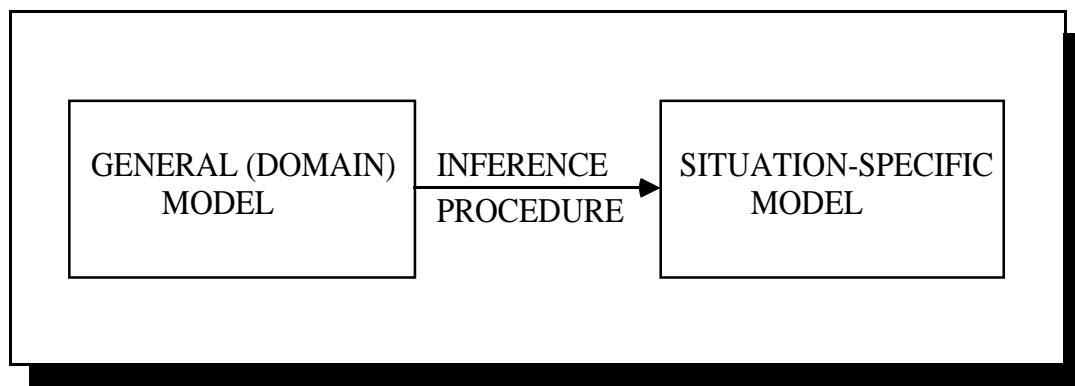 GENERAL (DOMAIN)
MODEL
INFERENCE
PROCEDURE
SITUATION-SPECIFIC
MODEL